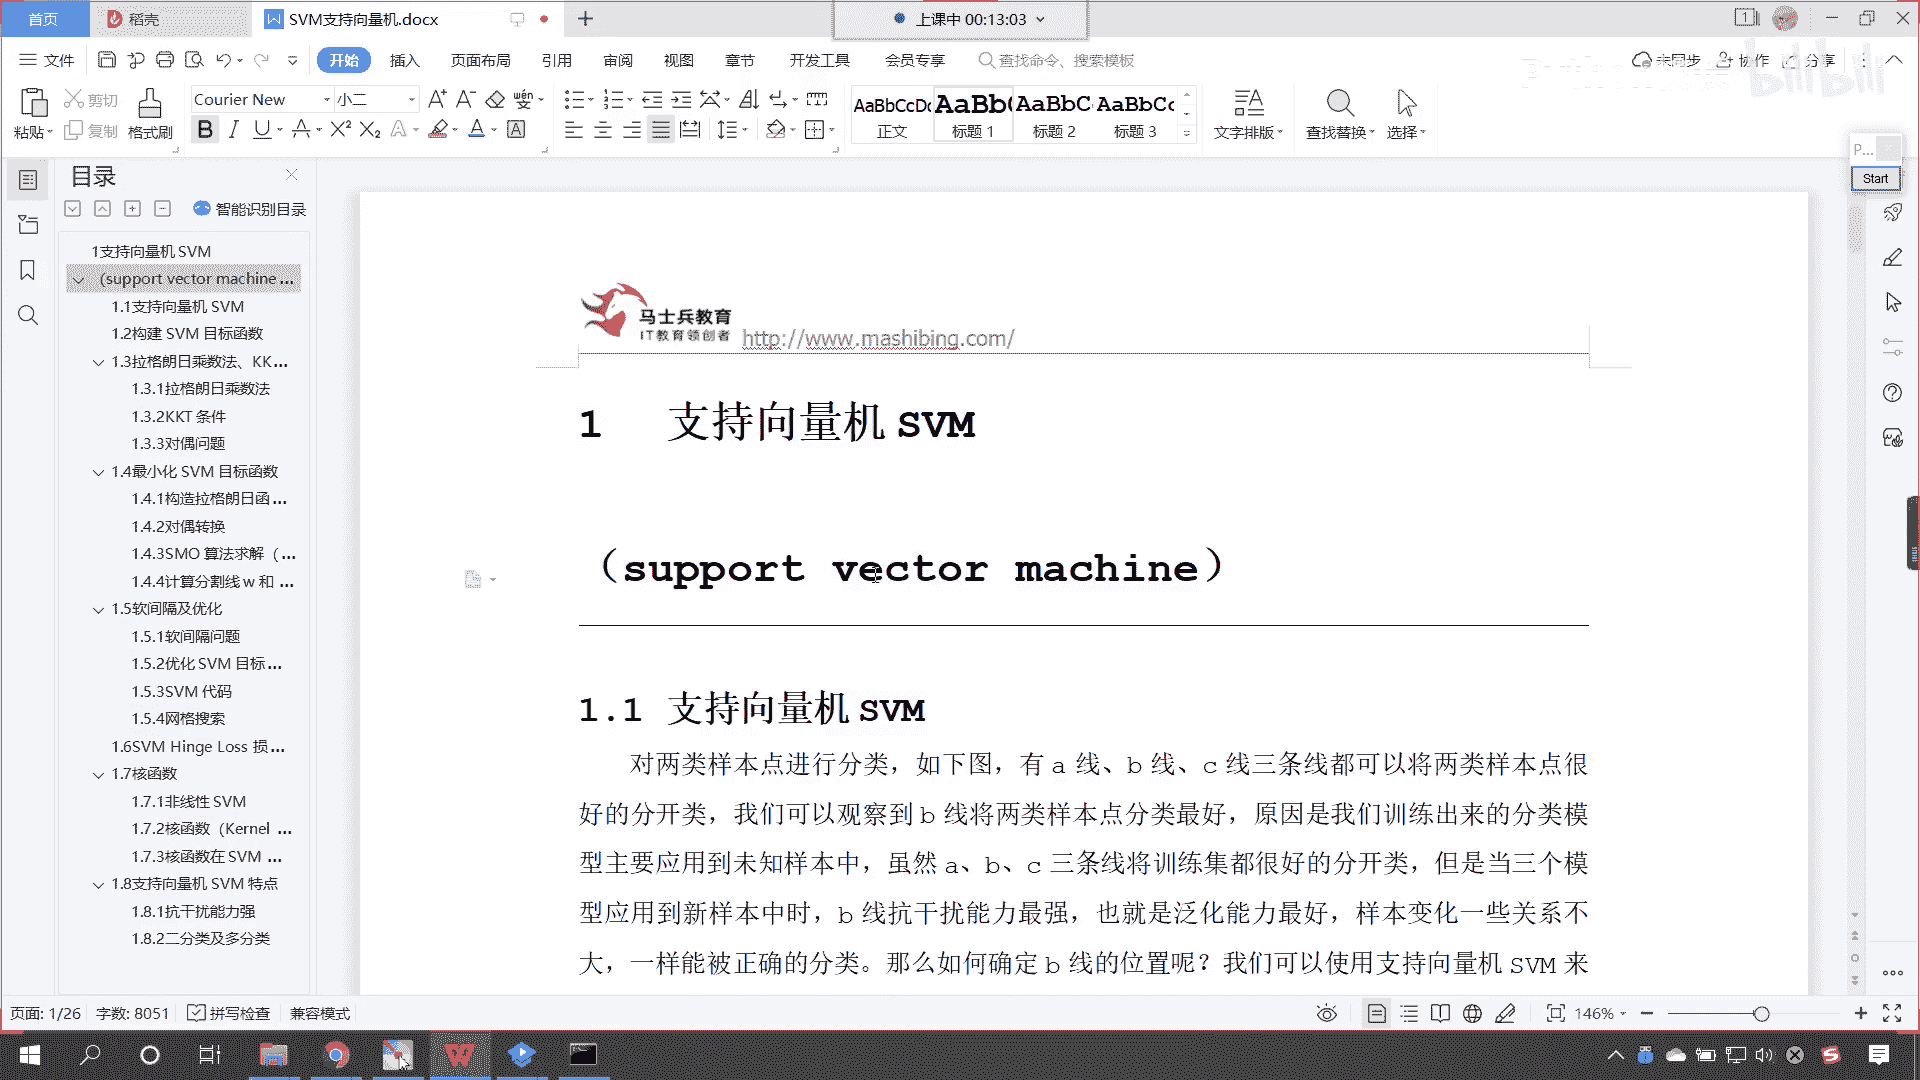 首页
稻壳
SVM支持向量机.docx
上课中 00:13:03
文件
开始
插入
页面布局
引用
审阅
视图
章节
开发工具
会员专享
查找命令、搜索模板
未同步
协作
分享
bilibili
粘贴
剪切
复制
格式刷
Courier New
小二
AaBbCcDc
正文
AaBb(
标题 1
AaBbC
标题 2
AaBbCc
标题 3
文字排版
查找替换
选择
P...
Start
目录
智能识别目录
1支持向量机 SVM
(support vector machine ...
1.1支持向量机 SVM
1.2构建 SVM 目标函数
1.3拉格朗日乘数法、KK...
1.3.1拉格朗日乘数法
1.3.2KKT 条件
1.3.3对偶问题
1.4最小化 SVM 目标函数
1.4.1构造拉格朗日函 ...
1.4.2对偶转换
1.4.3SMO 算法求解（ ...
1.4.4计算分割线 w 和 ...
1.5软间隔及优化
1.5.1软间隔问题
1.5.2优化 SVM 目标 ...
1.5.3SVM 代码
1.5.4网格搜索
1.6SVM Hinge Loss 损...
1.7核函数
1.7.1非线性 SVM
1.7.2核函数（Kernel ...
1.7.3核函数在 SVM ...
1.8支持向量机 SVM 特点
1.8.1抗干扰能力强
1.8.2二分类及多分类
马士兵教育
IT教育领创者
http://www.mashibing.com/
1 支持向量机 SVM
（support vector machine）
1.1 支持向量机 SVM
对两类样本点进行分类，如下图，有 a 线、b 线、c 线三条线都可以将两类样本点很
好的分开类，我们可以观察到 b 线将两类样本点分类最好，原因是我们训练出来的分类模
型主要应用到未知样本中，虽然 a、b、c 三条线将训练集都很好的分开类，但是当三个模
型应用到新样本中时，b 线抗干扰能力最强，也就是泛化能力最好，样本变化一些关系不
大，一样能被正确的分类。那么如何确定 b 线的位置呢？我们可以使用支持向量机 SVM 来
页面: 1/26
字数: 8051
拼写检查
兼容模式
146%